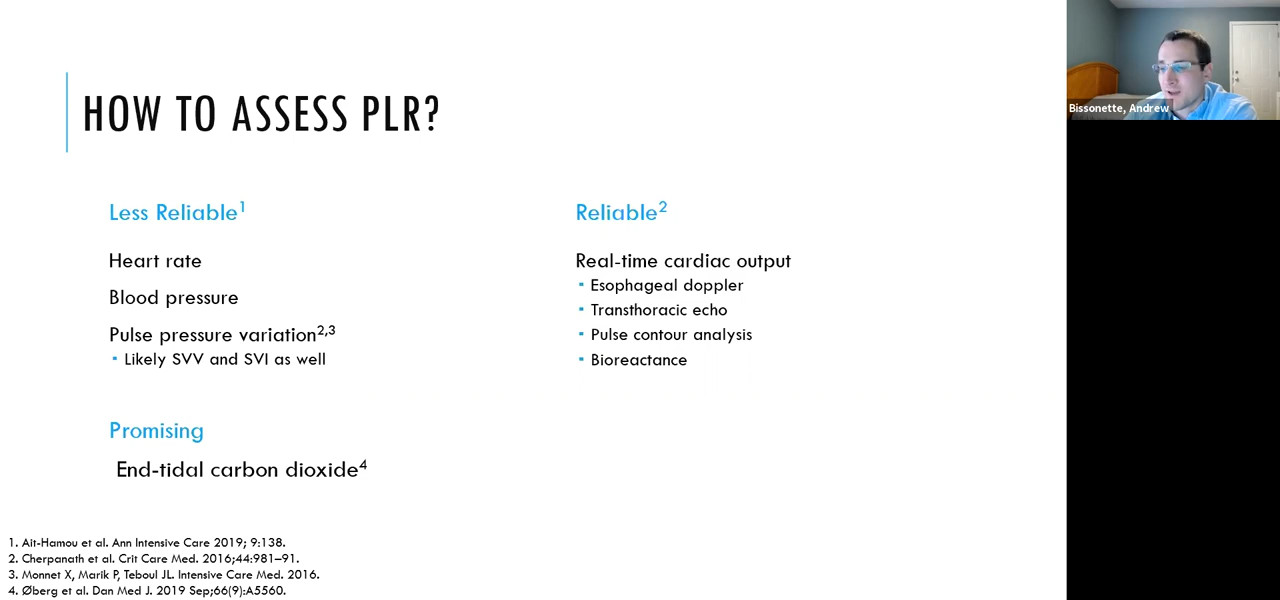 HOW TO ASSESS PLR?
Less Reliable1
Heart rate
Blood pressure
Pulse pressure variation2,3
▪ Likely SVV and SVI as well
Promising
End-tidal carbon dioxide4
Reliable2
Real-time cardiac output
▪ Esophageal doppler
▪ Transthoracic echo
▪ Pulse contour analysis
▪ Bioreactance
1. Ait-Hamou et al. Ann Intensive Care 2019; 9:138.
2. Cherpanath et al. Crit Care Med. 2016;44:981–91.
3. Monnet X, Marik P, Teboul JL. Intensive Care Med. 2016.
4. Øberg et al. Dan Med J. 2019 Sep;66(9):A5560.
Bissonette, Andrew